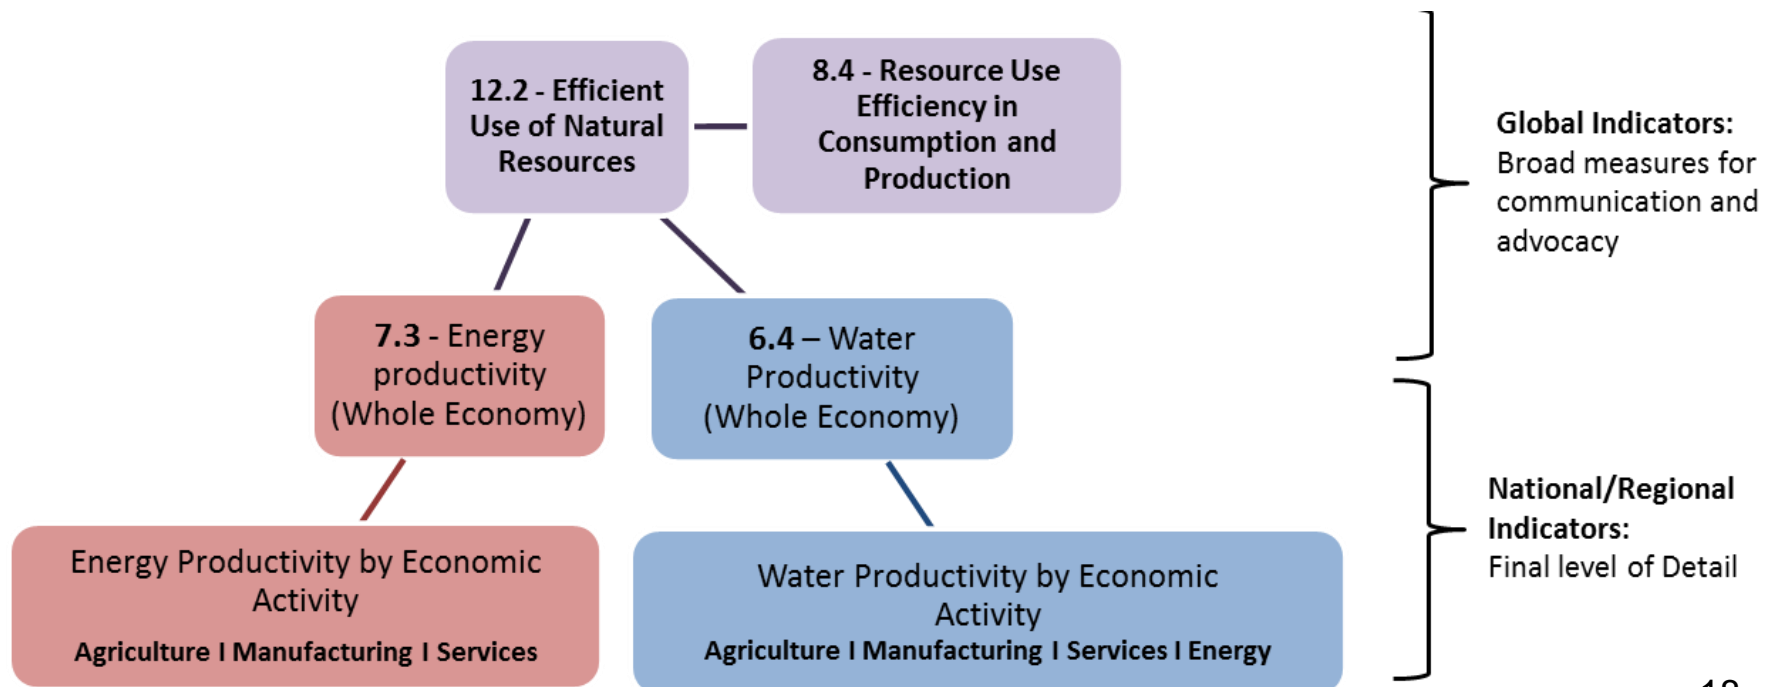 12.2 - Efficient
Use of Natural
Resources
8.4 - Resource Use
Efficiency in
Consumption and
Production
Global Indicators:
Broad measures for
communication and
advocacy
7.3 - Energy
productivity
(Whole Economy)
6.4 – Water
Productivity
(Whole Economy)
National/Regional
Indicators:
Final level of Detail
Energy Productivity by Economic
Activity
Agriculture I Manufacturing I Services
Water Productivity by Economic
Activity
Agriculture I Manufacturing I Services I Energy